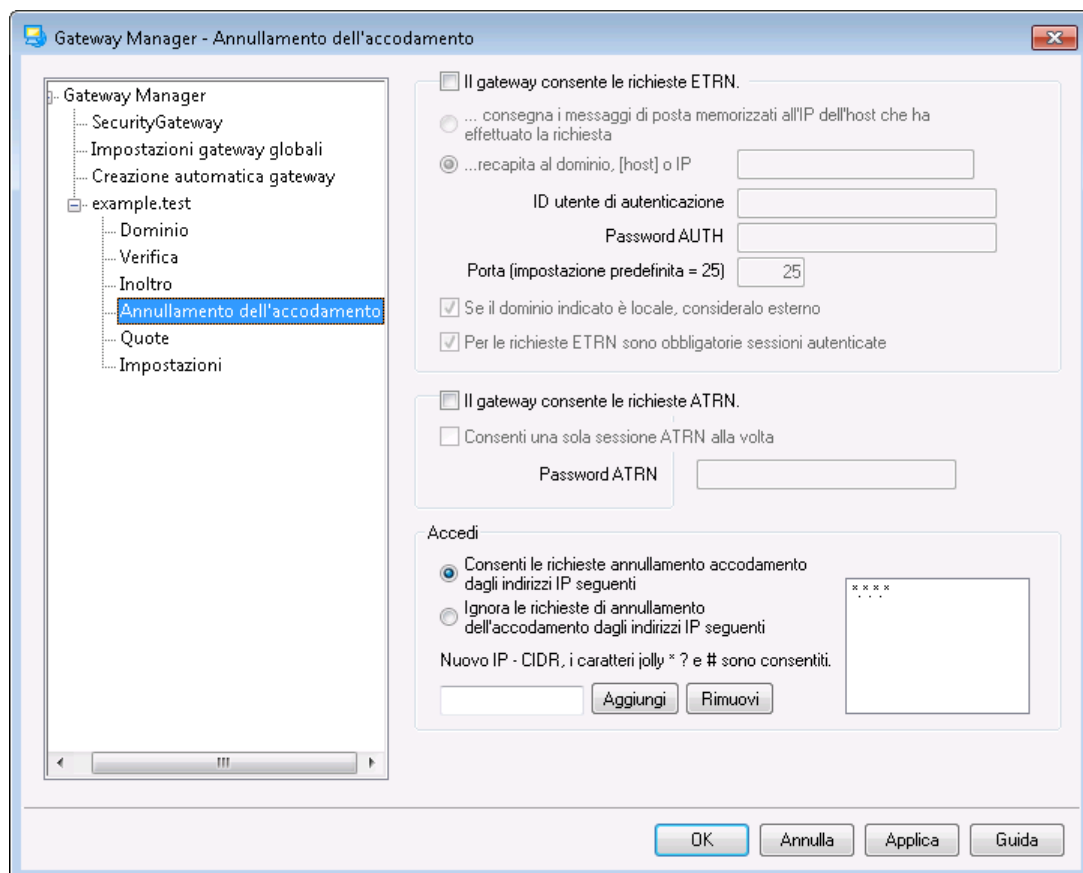 Gateway Manager - Annullamento dell'accodamento
Gateway Manager
SecurityGateway
Impostazioni gateway globali
Creazione automatica gateway
example.test
Dominio
Verifica
Inoltro
Annullamento dell'accodamento
Quote
Impostazioni
Il gateway consente le richieste ETRN.
... consegna i messaggi di posta memorizzati all'IP dell'host che ha
effettuato la richiesta
...recapita al dominio, [host] o IP
ID utente di autenticazione
Password AUTH
Porta (impostazione predefinita = 25)
25
Se il dominio indicato è locale, consideralo esterno
Per le richieste ETRN sono obbligatorie sessioni autenticate
Il gateway consente le richieste ATRN.
Consenti una sola sessione ATRN alla volta
Password ATRN
Accedi
Consenti le richieste annullamento accodamento
dagli indirizzi IP seguenti
Ignora le richieste di annullamento
dell'accodamento dagli indirizzi IP seguenti
*.*.*.*
Nuovo IP - CIDR, i caratteri jolly * ? e # sono consentiti.
Aggiungi
Rimuovi
OK
Annulla
Applica
Guida